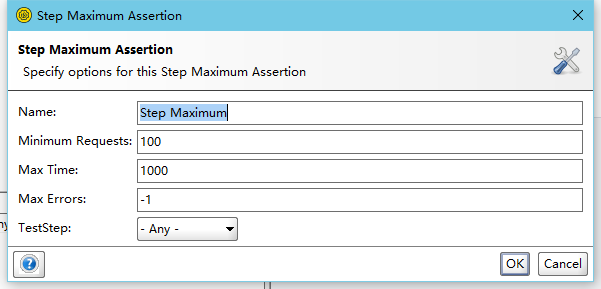 Step Maximum Assertion
Step Maximum Assertion
Specify options for this Step Maximum Assertion
Name: Step Maximum
Minimum Requests: 100
Max Time: 1000
Max Errors: -1
TestStep: - Any -
? OK Cancel